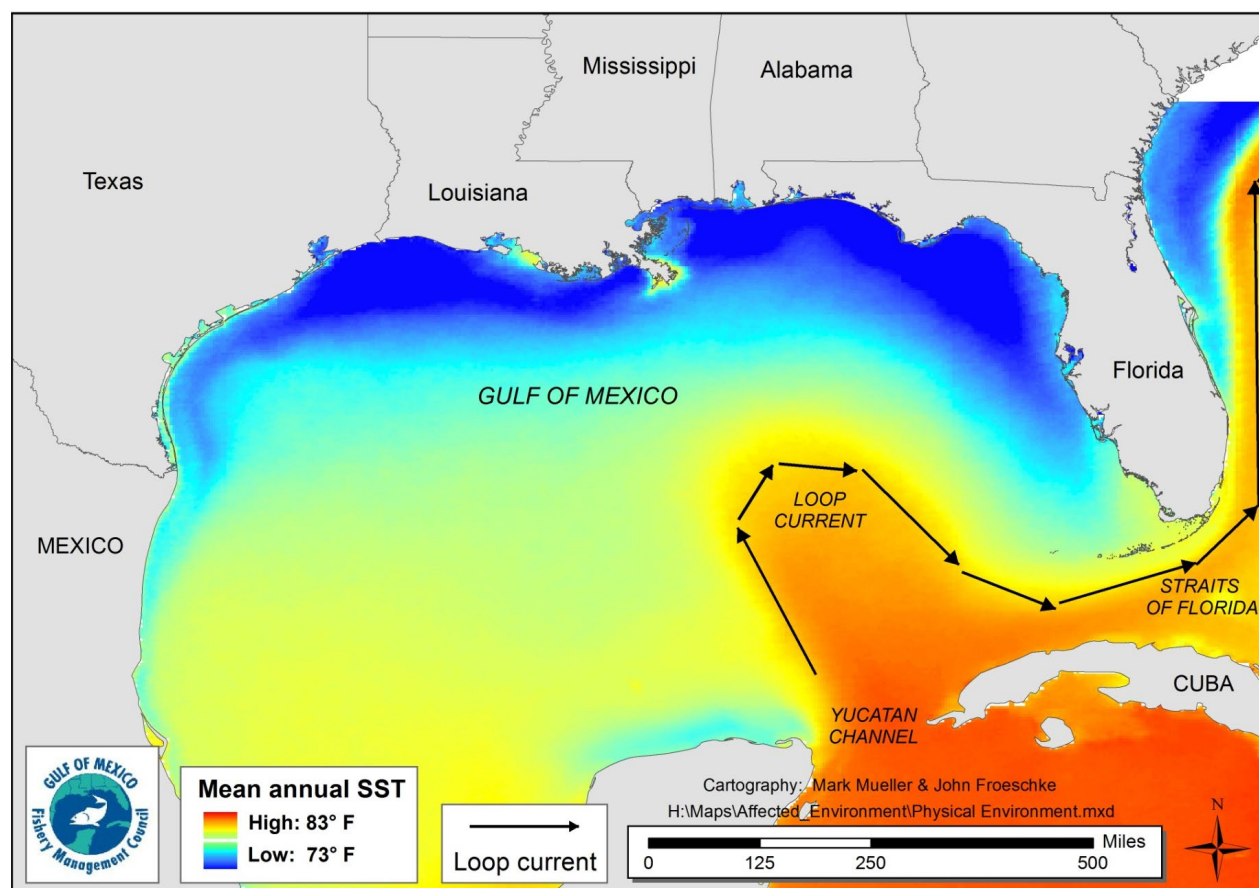 Mississippi
Alabama
Texas
Louisiana
GULF OF MEXICO
Florida
LOOP
CURRENT
MEXICO
STRAITS
OF FLORIDA
CUBA
YUCATAN
CHANNEL
GULF OF MEXICO
Fishery Management Council
Mean annual SST
High: 83° F
Low: 73° F
Loop current
Cartography: Mark Mueller & John Froeschke
H:\Maps\Affected_Environment\Physical Environment.mxd
Miles
0 125 250 500
N